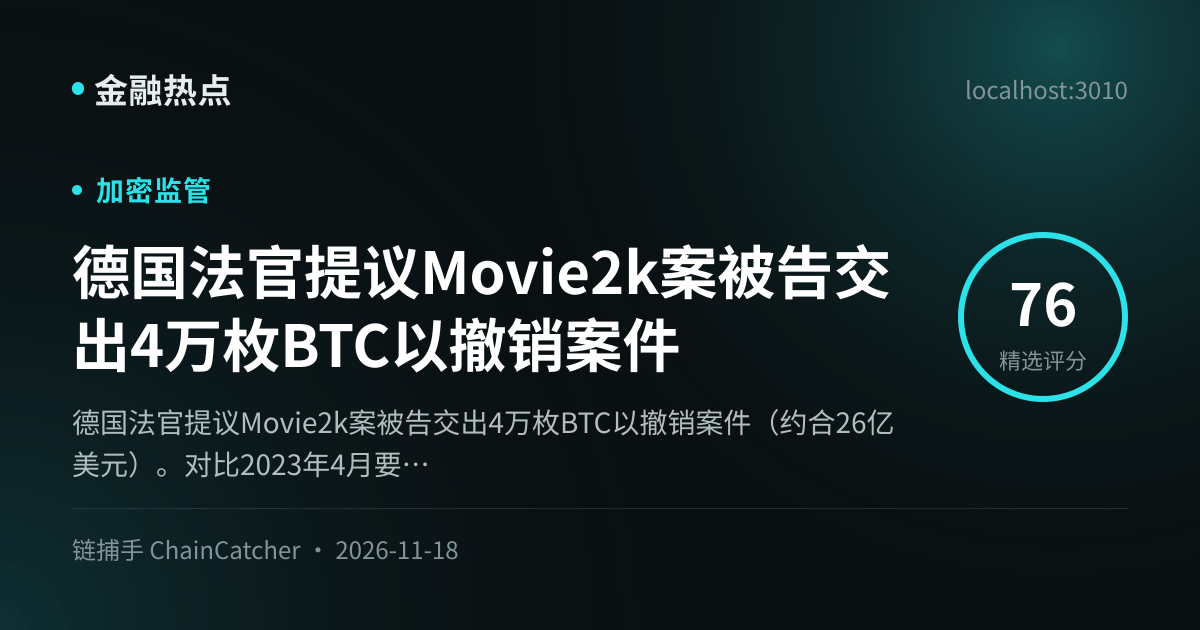 金融热点
localhost:3010
加密监管
德国法官提议Movie2k案被告交
出4万枚BTC以撤销案件
76
精选评分
德国法官提议Movie2k案被告交出4万枚BTC以撤销案件（约合26亿
美元）。对比2023年4月要…
链捕手 ChainCatcher · 2026-11-18